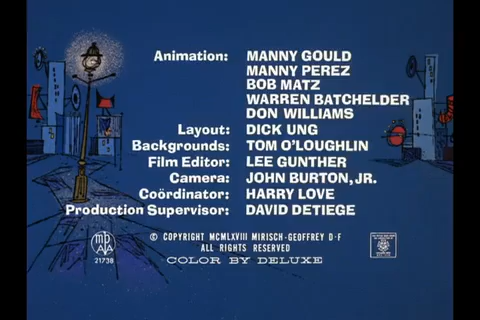 Animation: MANNY GOULD
MANNY PEREZ
BOB MATZ
WARREN BATCHELDER
DON WILLIAMS
Layout: DICK UNG
Backgrounds: TOM O'LOUGHLIN
Film Editor: LEE GUNTHER
Camera: JOHN BURTON, JR.
Coördinator: HARRY LOVE
Production Supervisor: DAVID DETIEGE
© COPYRIGHT MCMLXVIII MIRISCH-GEOFFREY D-F
ALL RIGHTS RESERVED
COLOR BY DELUXE
MPAA
21738